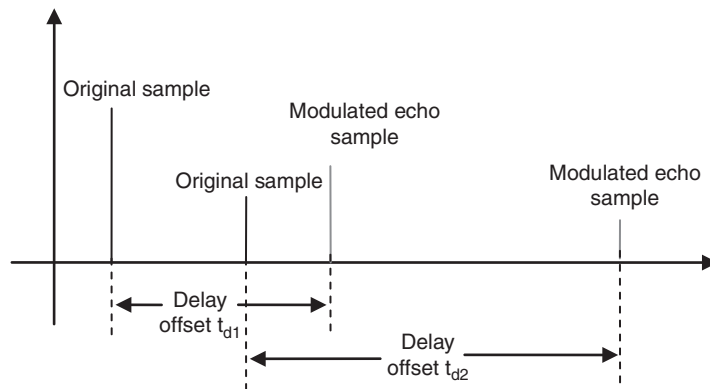 Original sample
Modulated echo
sample
Original sample
Modulated echo
sample
Delay
offset td1
Delay
offset td2